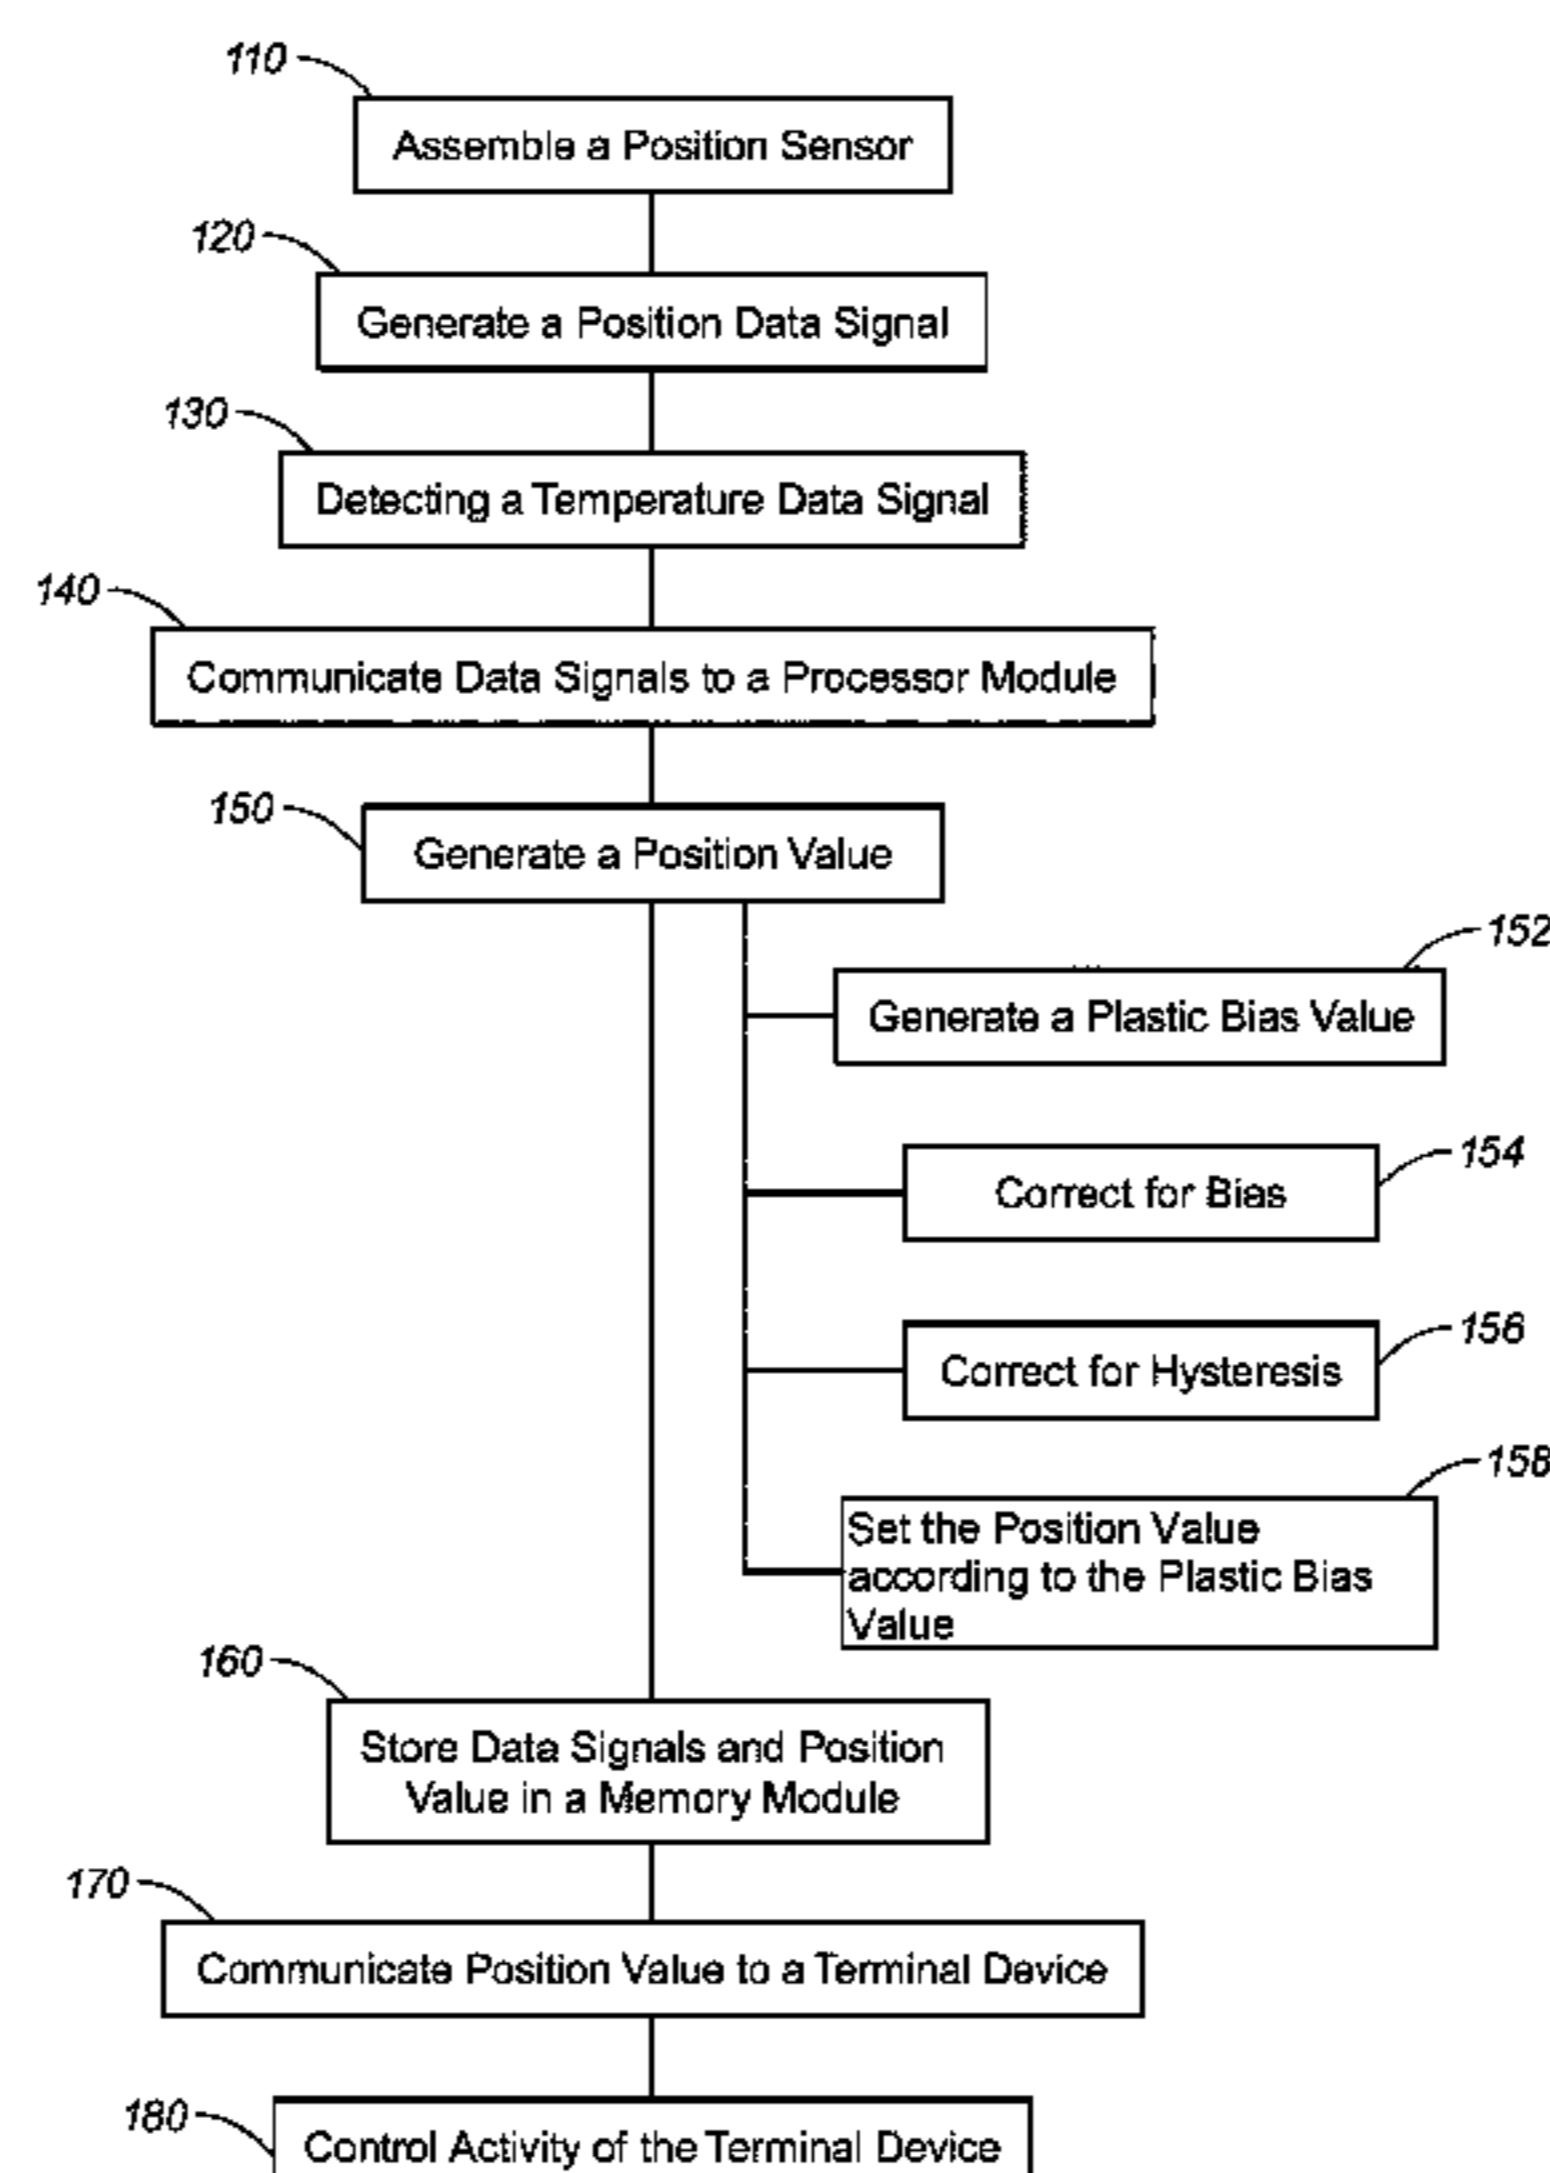 110
Assemble a Position Sensor
120
Generate a Position Data Signal
130
Detecting a Temperature Data Signal
140
Communicate Data Signals to a Processor Module
150
Generate a Position Value
152
Generate a Plastic Bias Value
154
Correct for Bias
156
Correct for Hysteresis
158
Set the Position Value
according to the Plastic Bias
Value
160
Store Data Signals and Position
Value in a Memory Module
170
Communicate Position Value to a Terminal Device
180
Control Activity of the Terminal Device